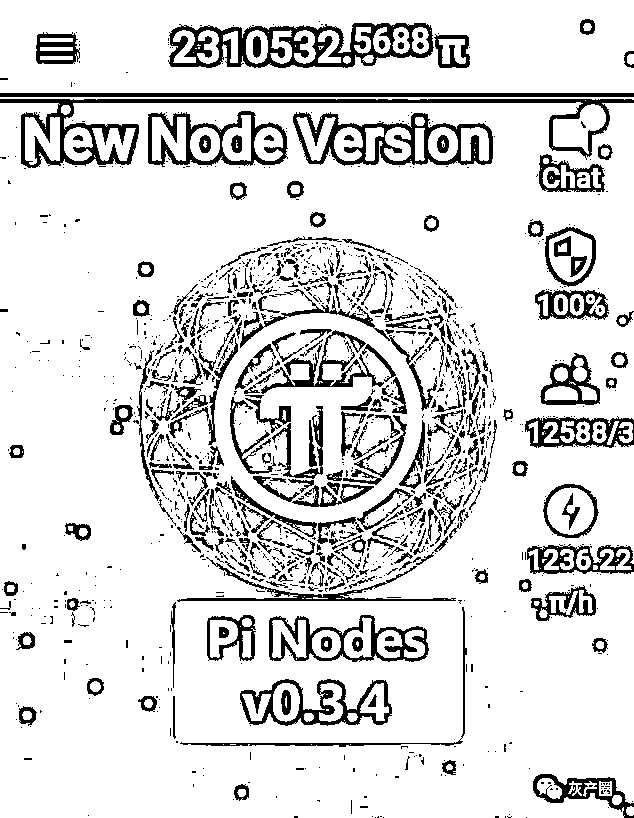 2310532.5688 π
New Node Version
Chat
100%
12588/3
1236.22
π/h
Pi Nodes
v0.3.4
灰产圈